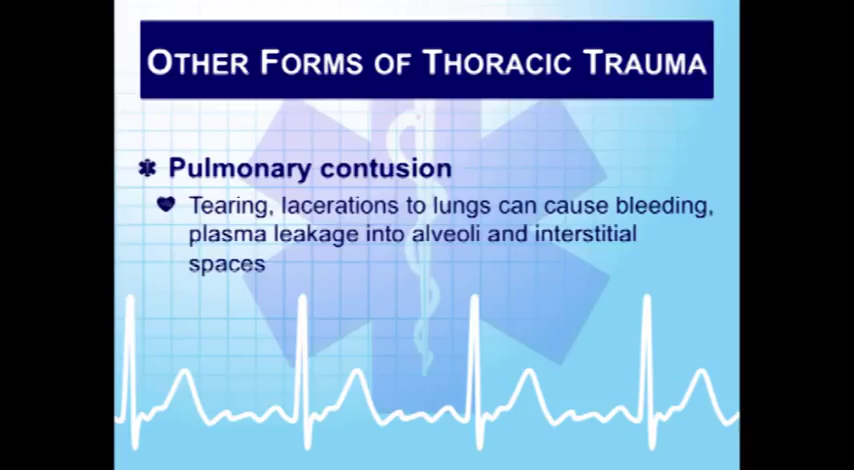 OTHER FORMS OF THORACIC TRAUMA
Pulmonary contusion
Tearing, lacerations to lungs can cause bleeding,
plasma leakage into alveoli and interstitial
spaces